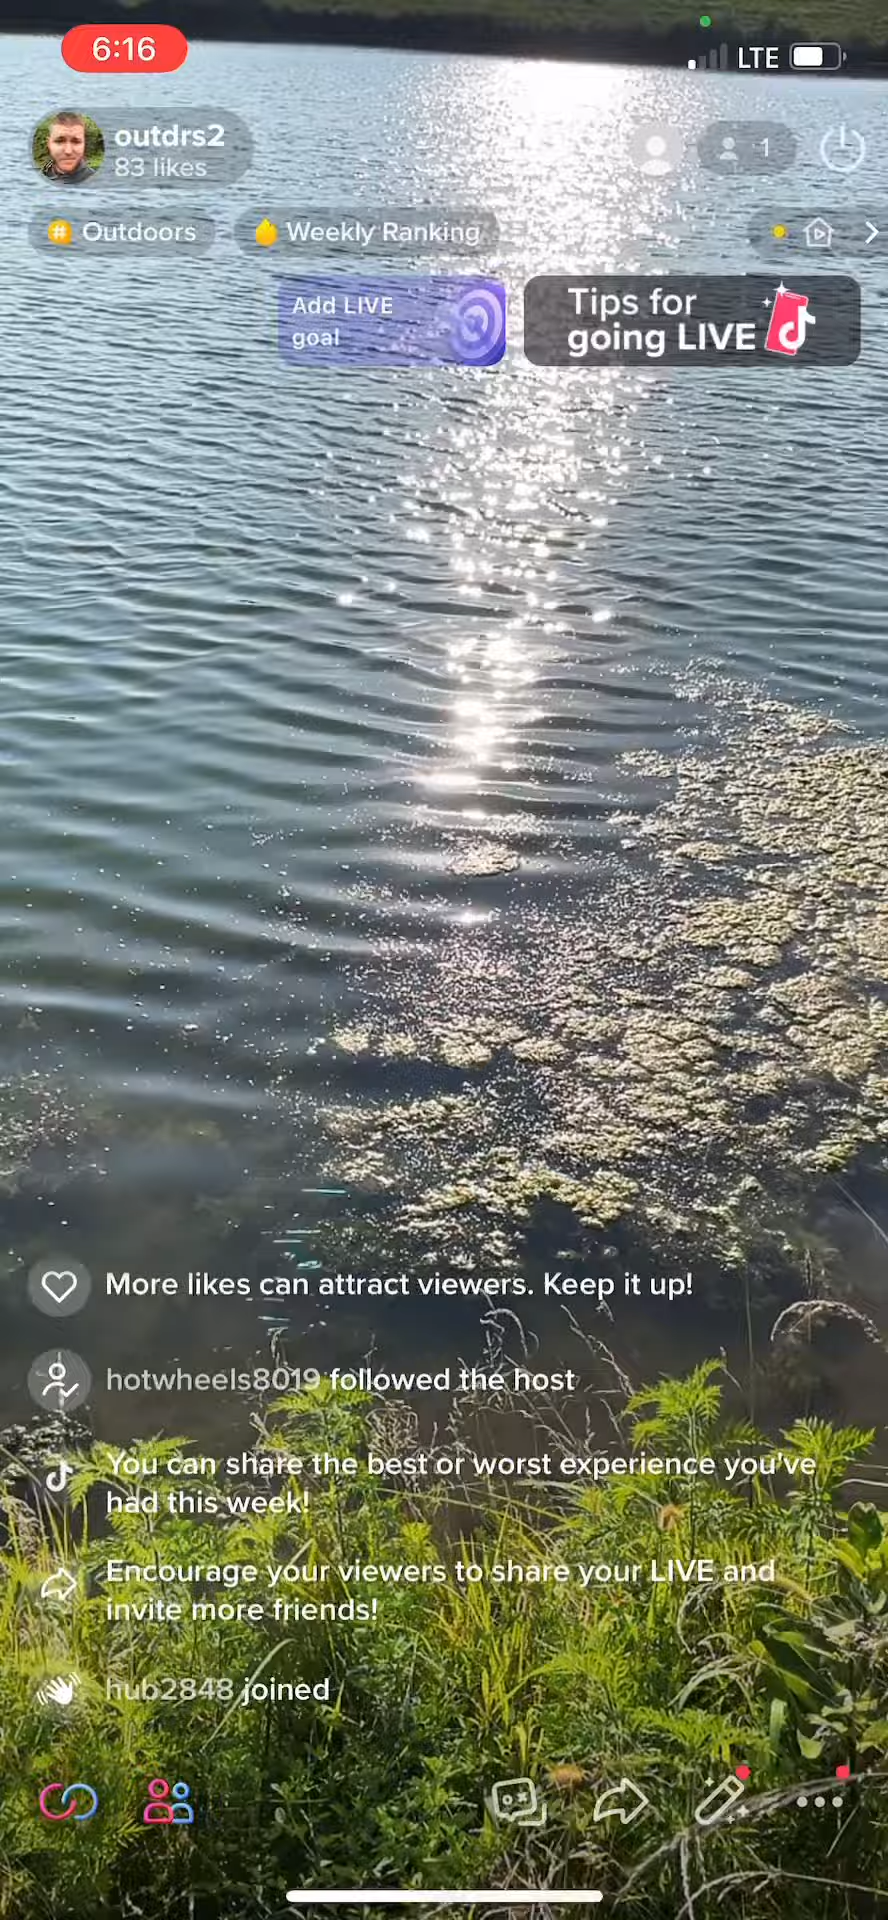 6:16
LTE
outdrs2
83 likes
1
# Outdoors
Weekly Ranking
Add LIVE
goal
Tips for
going LIVE
More likes can attract viewers. Keep it up!
hotwheels8019 followed the host
You can share the best or worst experience you've
had this week!
Encourage your viewers to share your LIVE and
invite more friends!
hub2848 joined